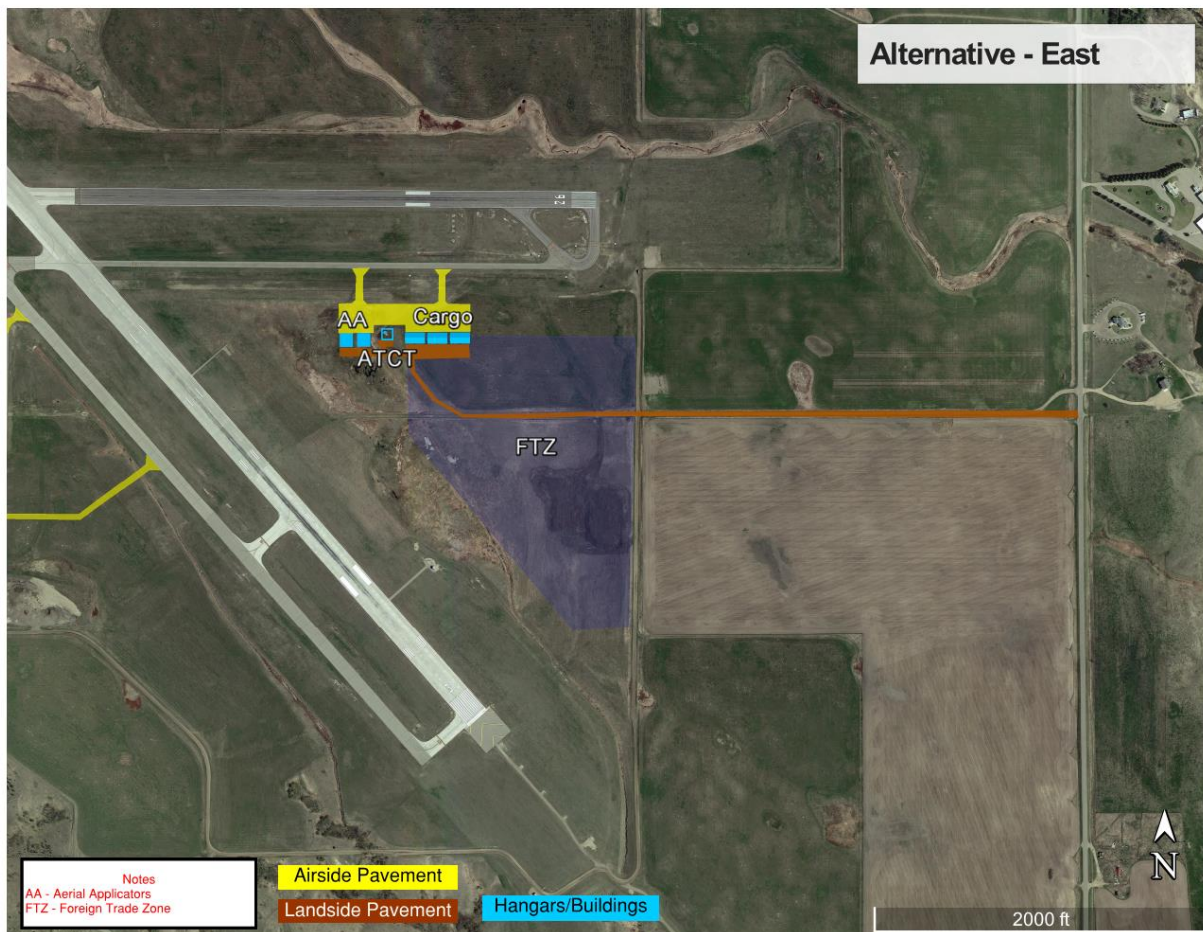 Alternative - East
26
AA
Cargo
ATCT
FTZ
Notes
AA - Aerial Applicators
FTZ - Foreign Trade Zone
Airside Pavement
Landside Pavement
Hangars/Buildings
2000 ft
N